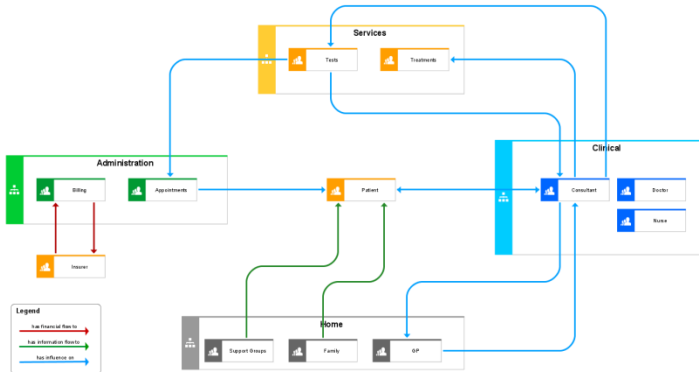 Services
Tests
Treatments
Administration
Billing
Appointments
Patient
Clinical
Consultant
Doctor
Nurse
Insurer
Legend
has financial flow to
has information flow to
has influence on
Home
Support Groups
Family
GP